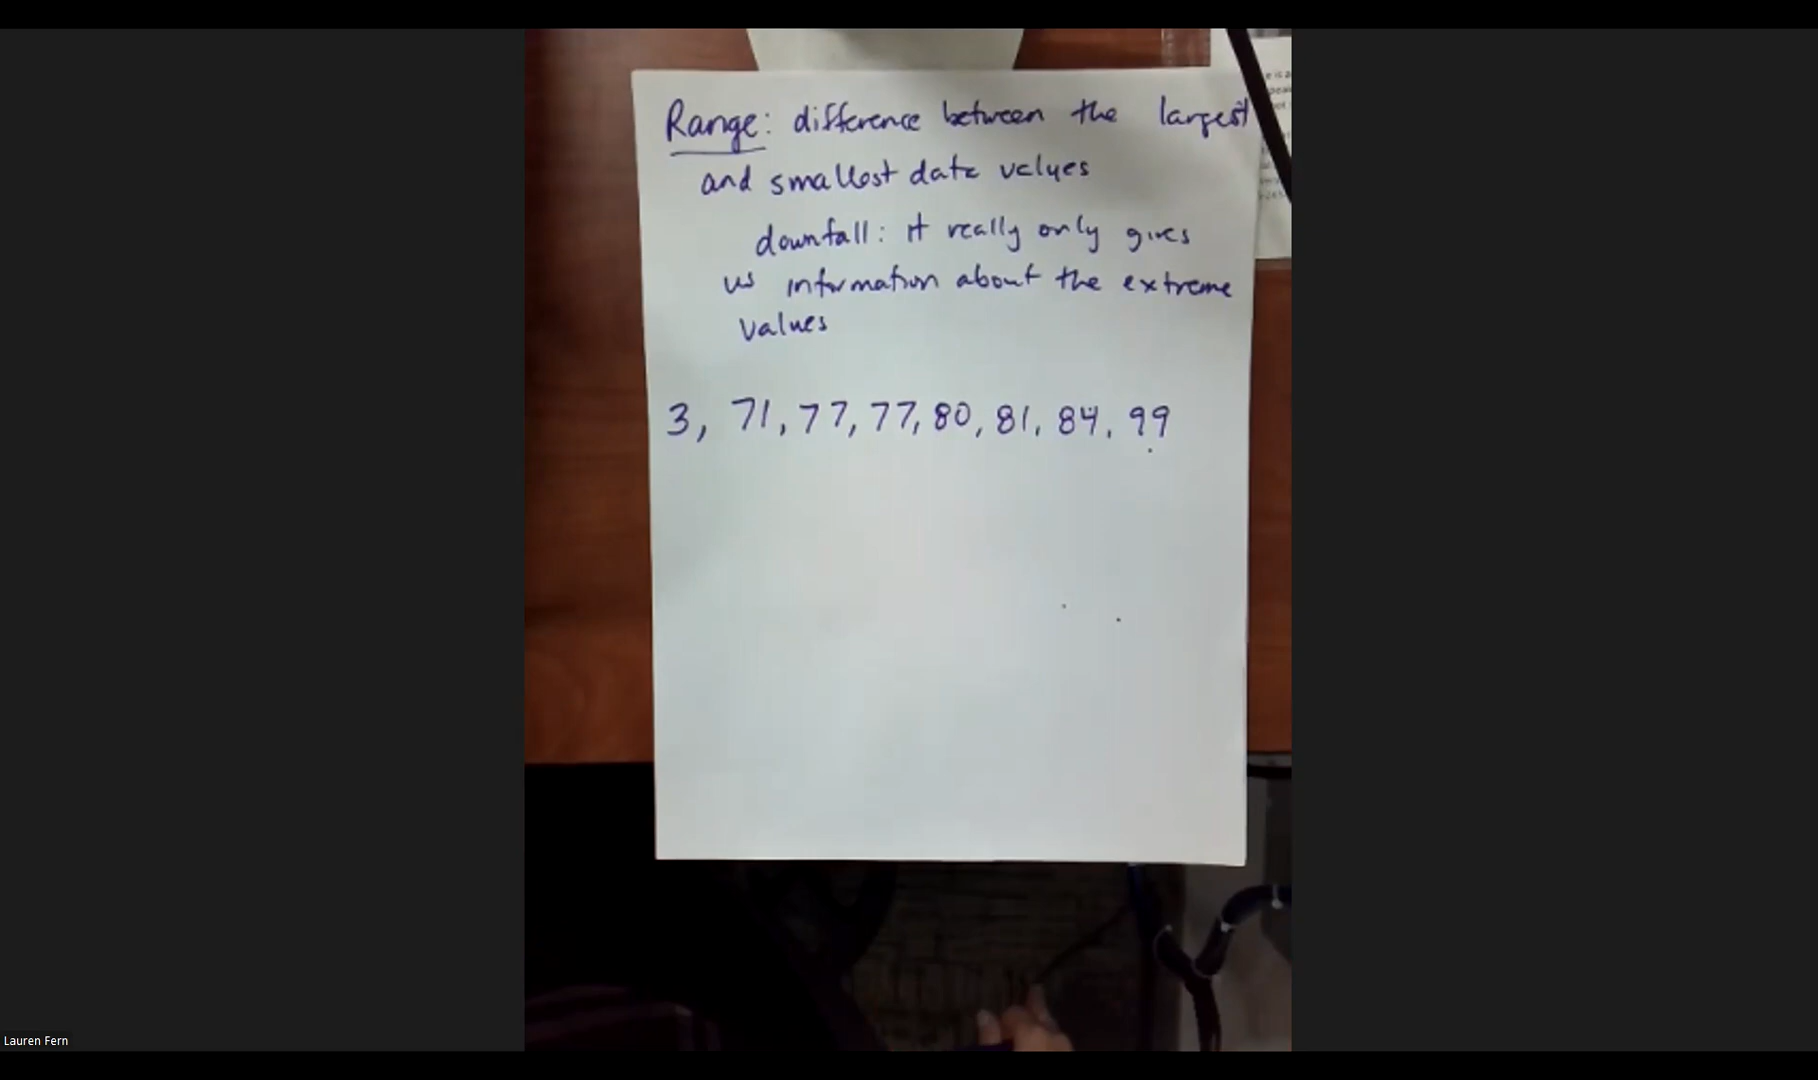 Range: difference between the largest
and smallest data values
downfall: it really only gives
us information about the extreme
values
3, 71, 77, 77, 80, 81, 84, 99
Lauren Fern